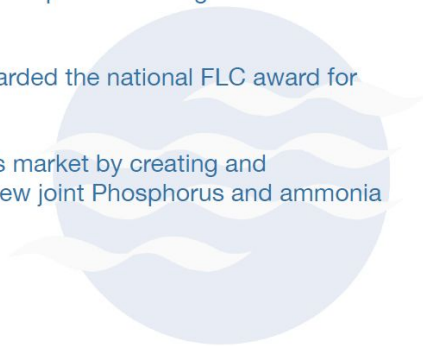 arded the national FLC award for
s market by creating and
ew joint Phosphorus and ammonia